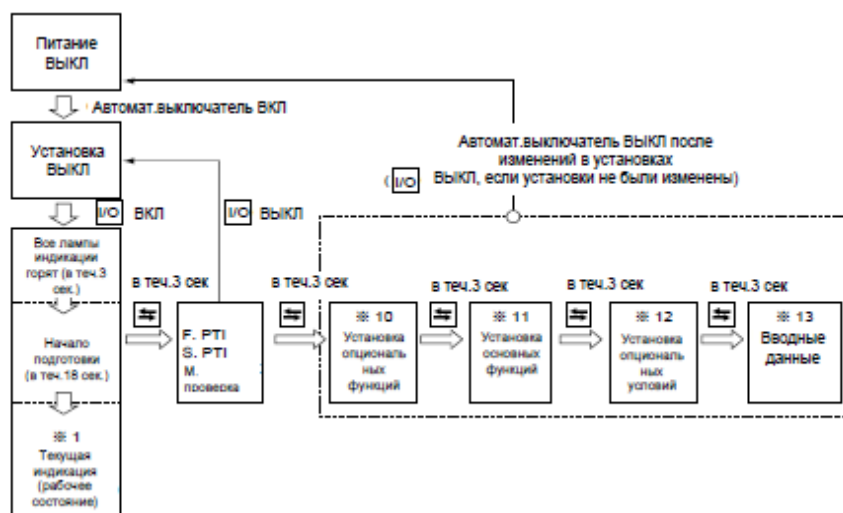 Питание
ВЫКЛ
Автомат.выключатель ВКЛ
Установка
ВЫКЛ
I/O ВКЛ
I/O ВЫКЛ
Автомат.выключатель ВЫКЛ после
изменений в установках
( I/O ВЫКЛ, если установки не были изменены)
Все лампы
индикации
горят (в теч.3
сек.)
Начало
подготовки
(в теч.18 сек.)
※ 1
Текущая
индикация
(рабочее
состояние)
в теч.3 сек
F. PTI
S. PTI
M.
проверка
в теч.3 сек
※ 10
Установка
опциональ
ных
функций
в теч.3 сек
※ 11
Установка
основных
функций
в теч.3 сек
※ 12
Установка
опциональ
ных
условий
в теч.3 сек
※ 13
Вводные
данные